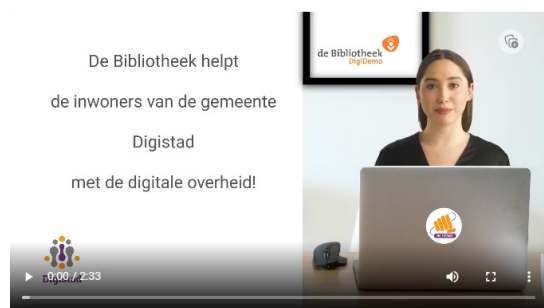 De Bibliotheek helpt
de inwoners van de gemeente
Digistad
met de digitale overheid!
de Bibliotheek
DigiDemo
0:00 / 2:33